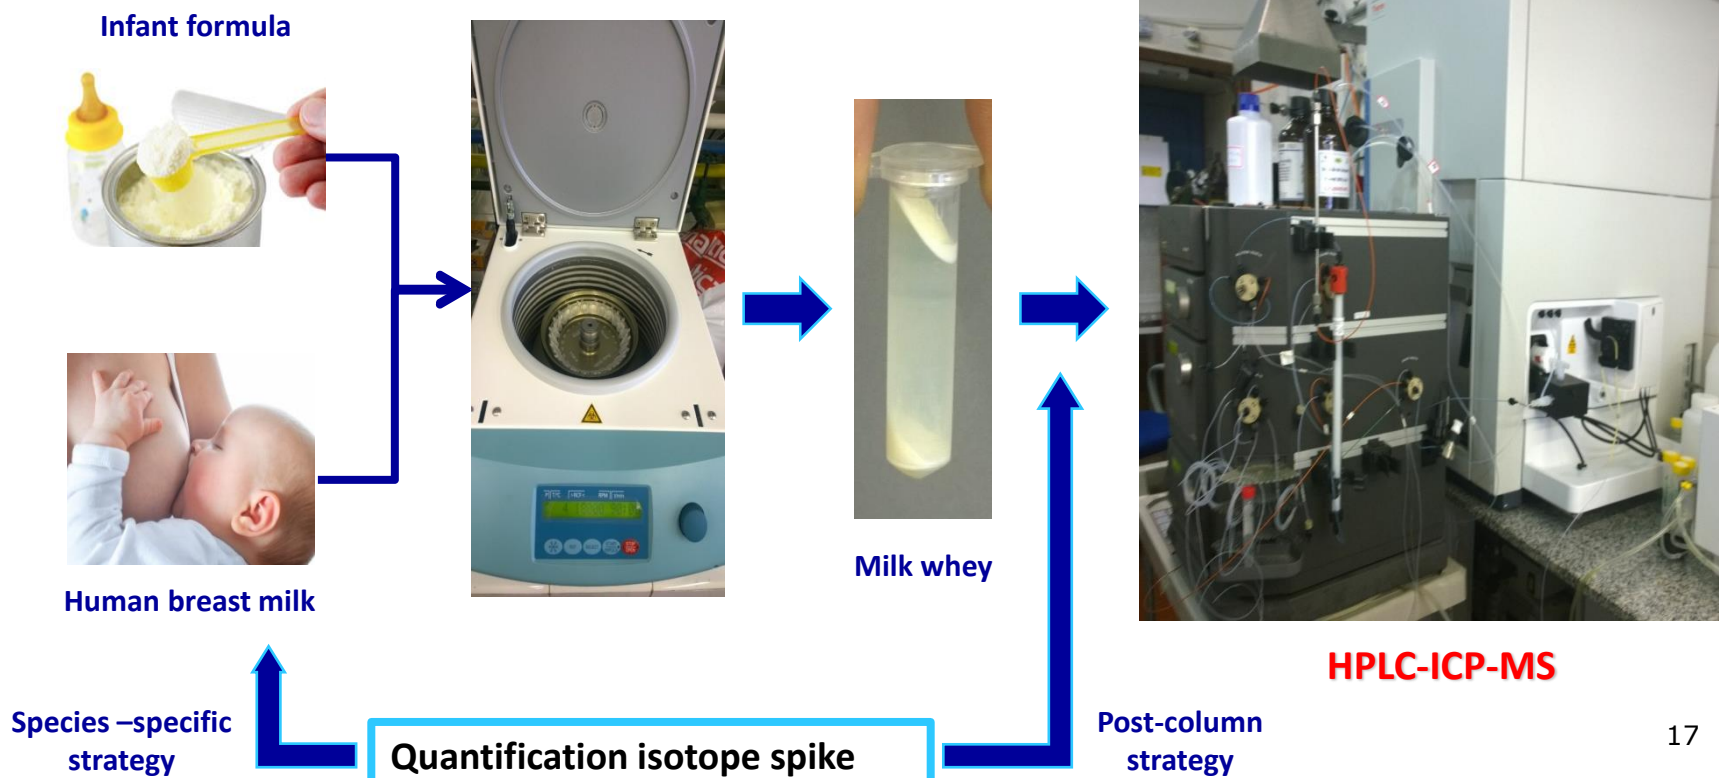 Infant formula
Human breast milk
Milk whey
HPLC-ICP-MS
Species –specific
strategy
Quantification isotope spike
Post-column
strategy
17